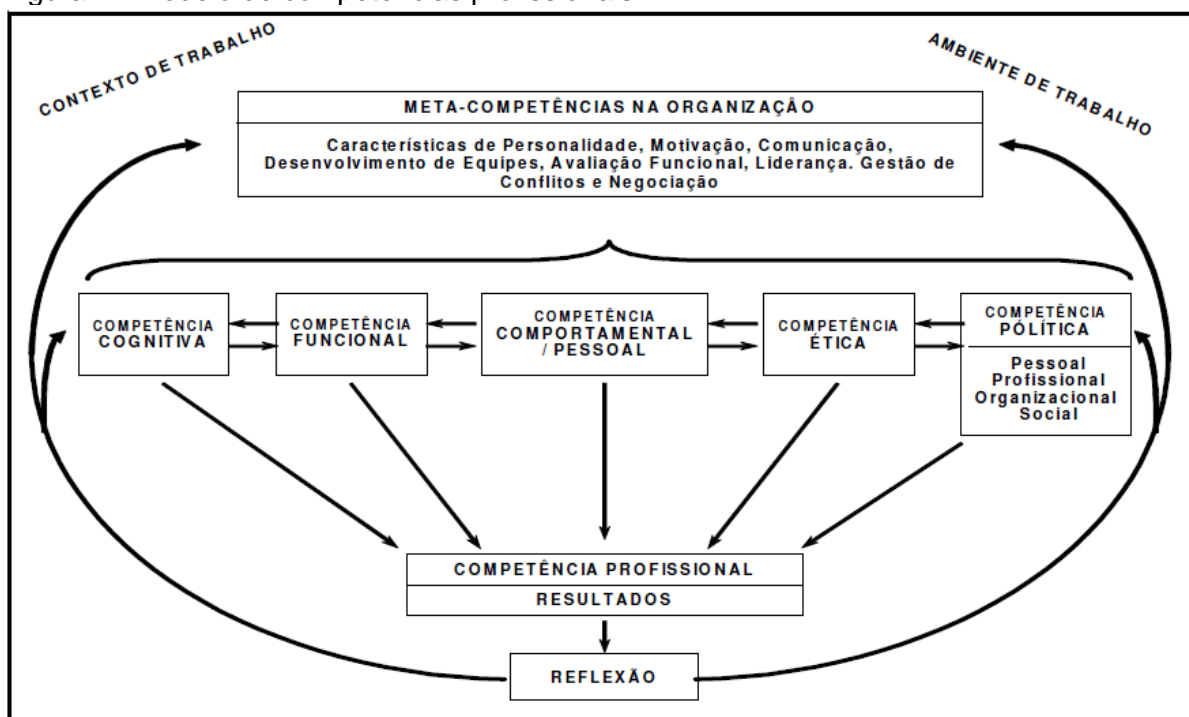 CONTEXTO DE TRABALHO
AMBIENTE DE TRABALHO
META-COMPETÊNCIAS NA ORGANIZAÇÃO
Características de Personalidade, Motivação, Comunicação,
Desenvolvimento de Equipes, Avaliação Funcional, Liderança. Gestão de
Conflitos e Negociação
COMPETÊNCIA
COGNITIVA
COMPETÊNCIA
FUNCIONAL
COMPETÊNCIA
COMPORTAMENTAL
/ PESSOAL
COMPETÊNCIA
ÉTICA
COMPETÊNCIA
PÓLÍTICA
Pessoal
Profissional
Organizacional
Social
COMPETÊNCIA PROFISSIONAL
RESULTADOS
REFLEXÃO